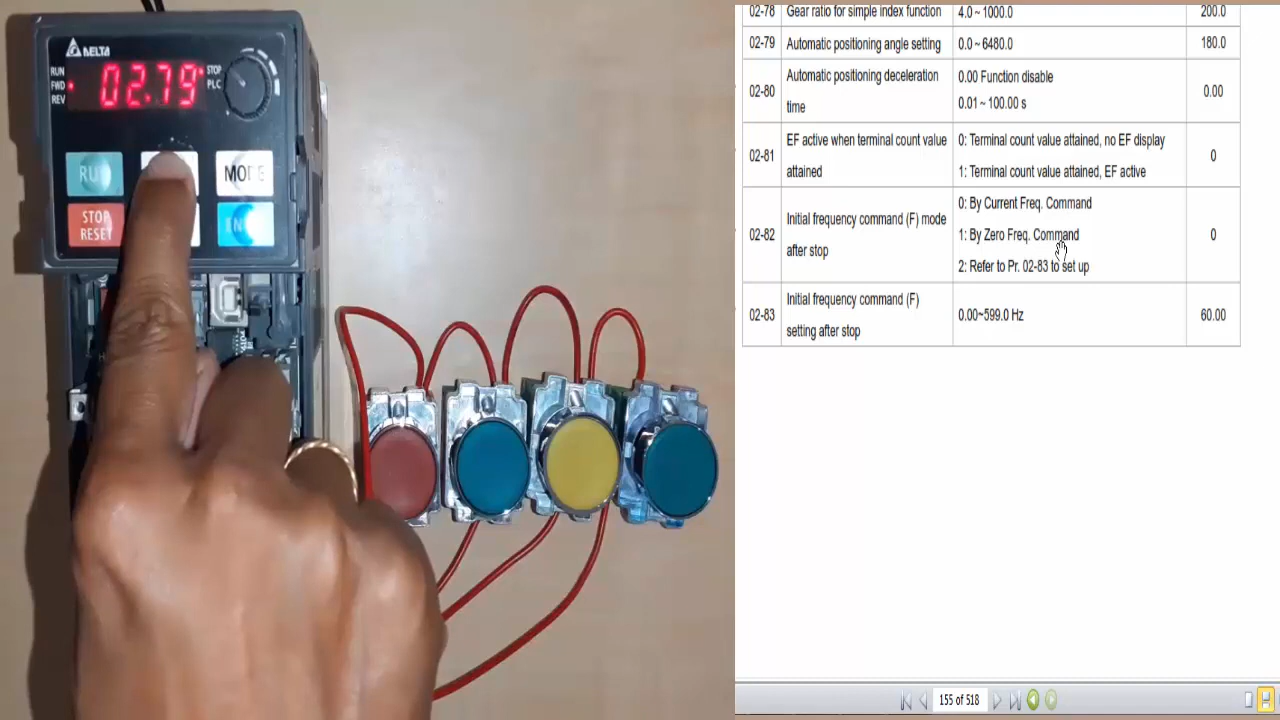 DELTA
RUN
FWD
REV
02.79
STOP
PLC
RUN
MODE
STOP
RESET
02-78 Gear ratio for simple index function 4.0 ~ 1000.0 200.0
02-79 Automatic positioning angle setting 0.0 ~ 6480.0 180.0
02-80 Automatic positioning deceleration time 0.00 Function disable 0.00
0.01 ~ 100.00 s
02-81 EF active when terminal count value attained 0: Terminal count value attained, no EF display 0
1: Terminal count value attained, EF active
02-82 Initial frequency command (F) mode after stop 0: By Current Freq. Command 0
1: By Zero Freq. Command
2: Refer to Pr. 02-83 to set up
02-83 Initial frequency command (F) setting after stop 0.00~599.0 Hz 60.00
155 of 518